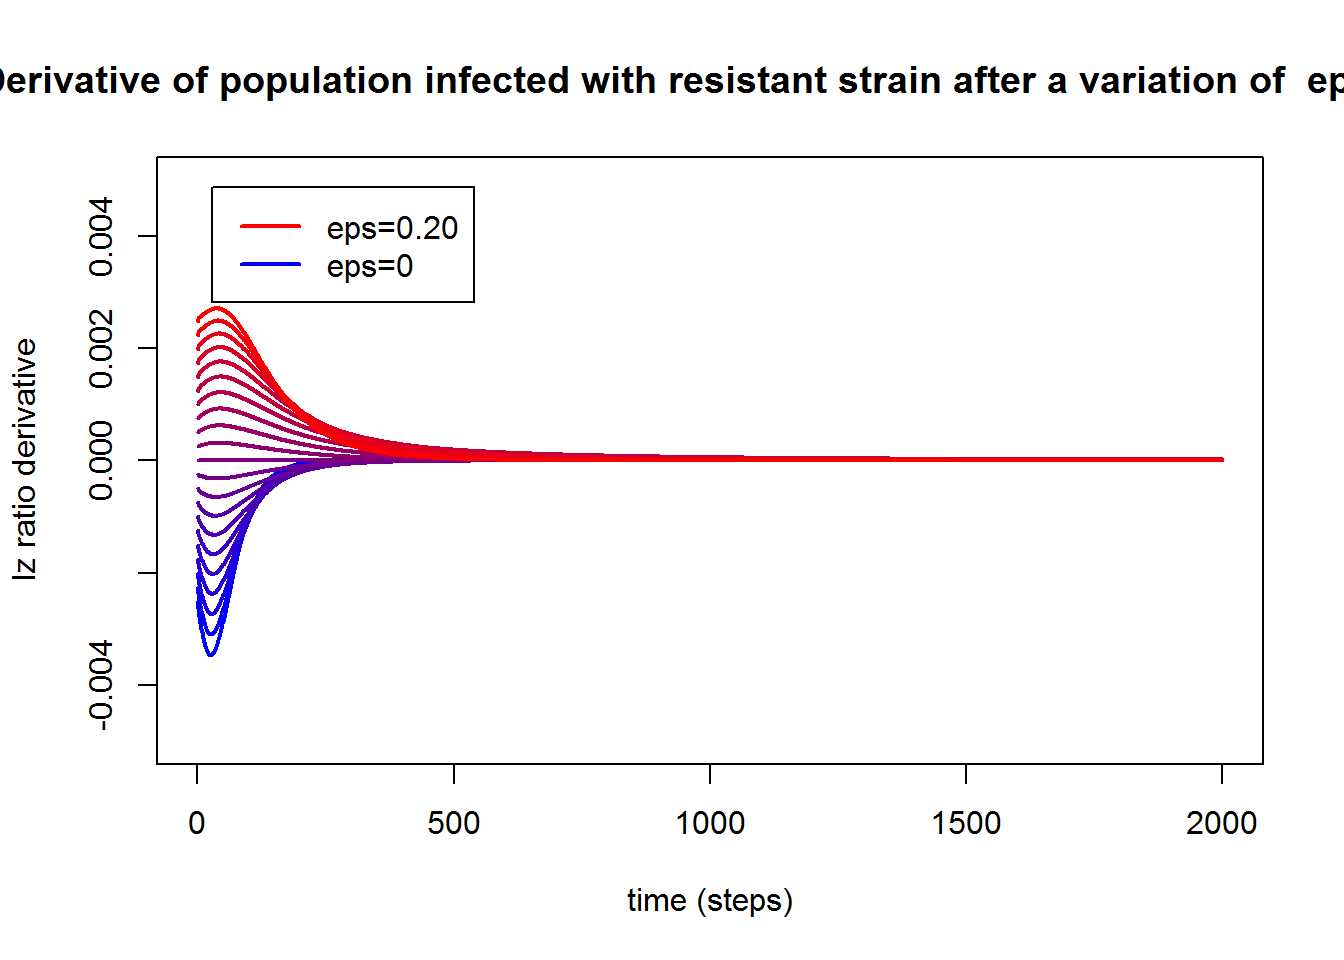 Derivative of population infected with resistant strain after a variation of ep
eps=0.20
eps=0
Iz ratio derivative
0.004
0.002
0.000
-0.004
0
500
1000
1500
2000
time (steps)